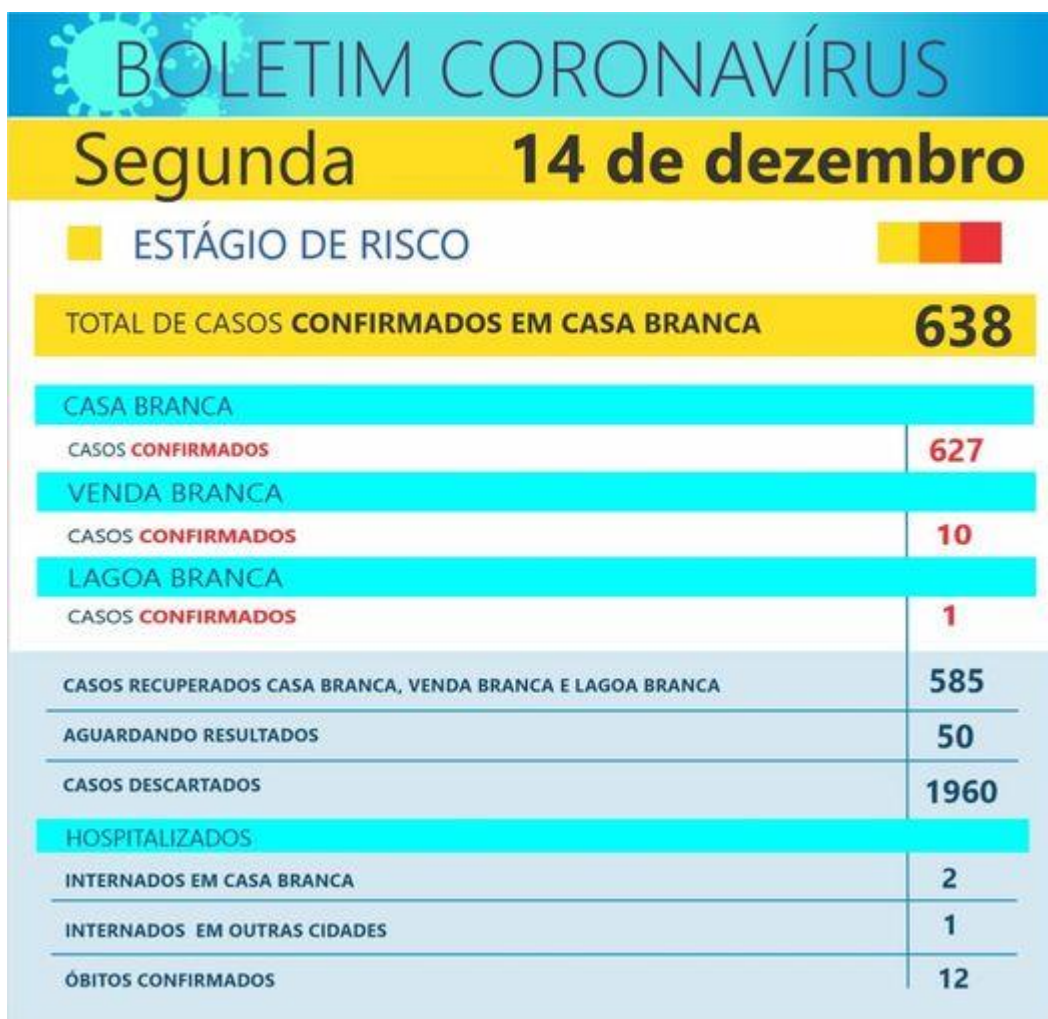 BOLETIM CORONAVÍRUS
Segunda 14 de dezembro
ESTÁGIO DE RISCO
TOTAL DE CASOS CONFIRMADOS EM CASA BRANCA 638
CASA BRANCA
CASOS CONFIRMADOS 627
VENDA BRANCA
CASOS CONFIRMADOS 10
LAGOA BRANCA
CASOS CONFIRMADOS 1
CASOS RECUPERADOS CASA BRANCA, VENDA BRANCA E LAGOA BRANCA 585
AGUARDANDO RESULTADOS 50
CASOS DESCARTADOS 1960
HOSPITALIZADOS
INTERNADOS EM CASA BRANCA 2
INTERNADOS EM OUTRAS CIDADES 1
ÓBITOS CONFIRMADOS 12